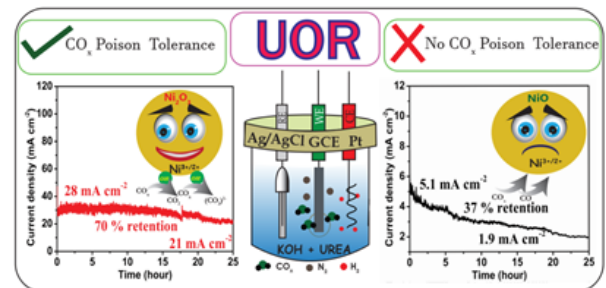 COₓ Poison Tolerance
UOR
No COₓ Poison Tolerance
Current density (mA cm⁻²)
120
100
80
60
40
20
0
0
5
10
15
20
25
Time (hour)
Ni³⁺/²⁺
COₓ
28 mA cm⁻²
70 % retention
21 mA cm⁻²
Ag/AgCl GCE Pt
KOH + UREA
COₓ
N₂
H₂
Current density (mA cm⁻²)
12
10
8
6
4
2
0
5
10
15
20
25
Time (hour)
NiO
Ni³⁺/²⁺
COₓ
5.1 mA cm⁻²
37 % retention
1.9 mA cm⁻²